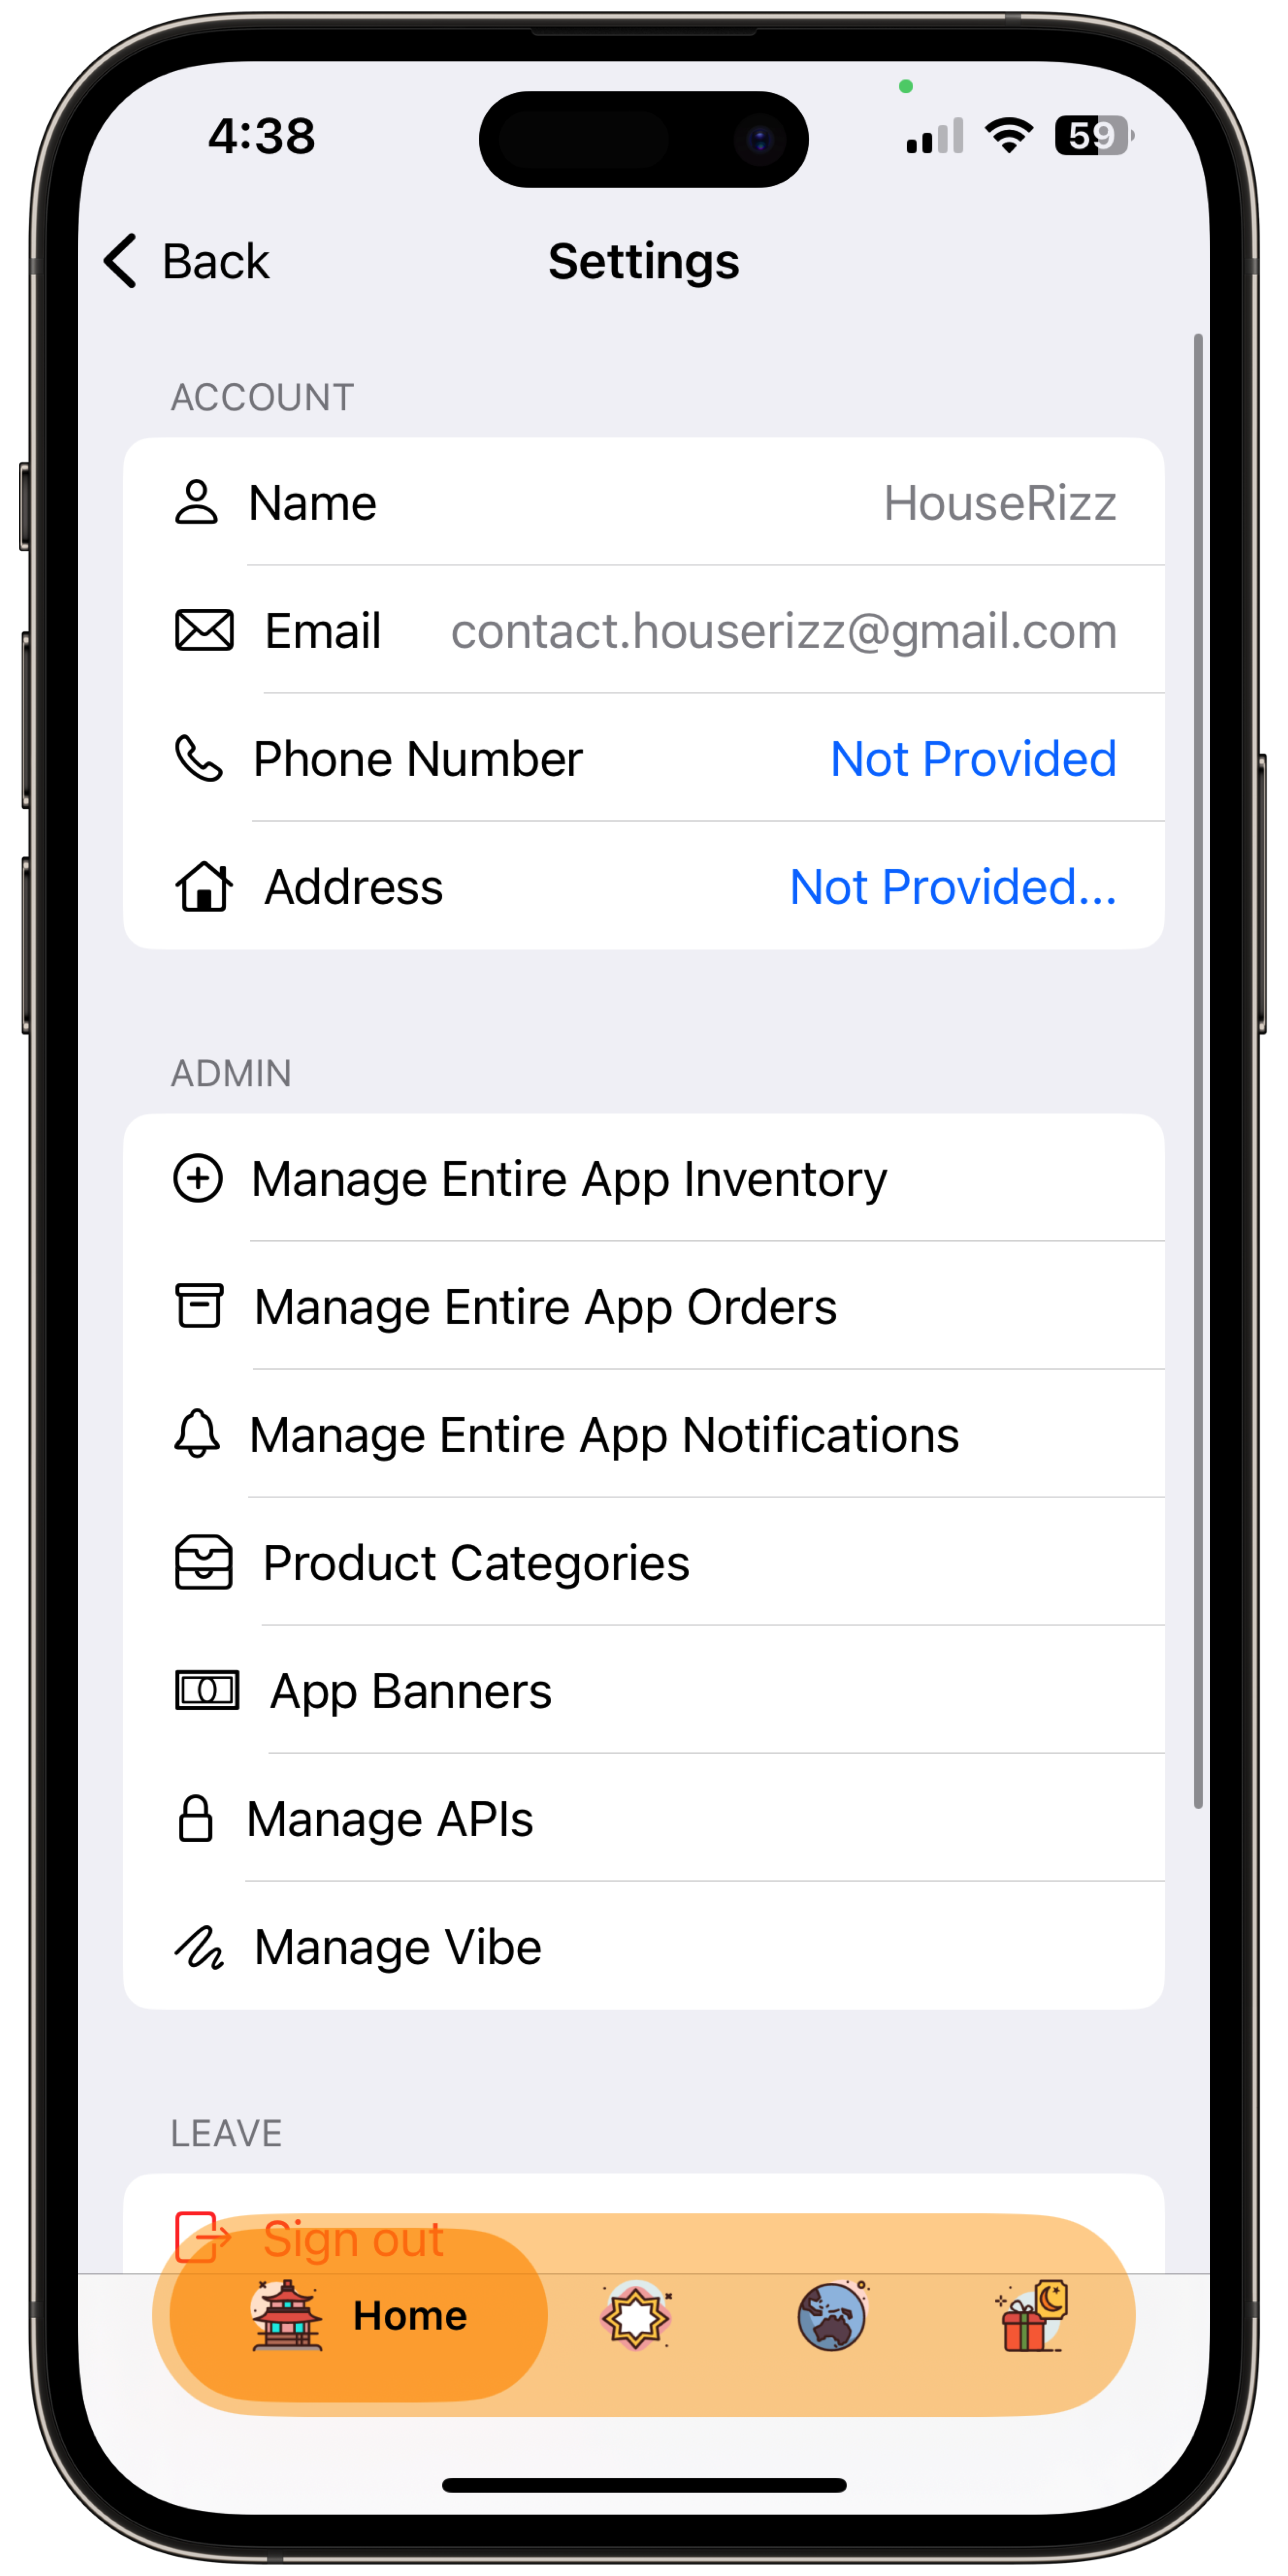 4:38
59
Back
Settings
ACCOUNT
Name
HouseRizz
Email
contact.houserizz@gmail.com
Phone Number
Not Provided
Address
Not Provided...
ADMIN
Manage Entire App Inventory
Manage Entire App Orders
Manage Entire App Notifications
Product Categories
App Banners
Manage APIs
Manage Vibe
LEAVE
Sign out
Home